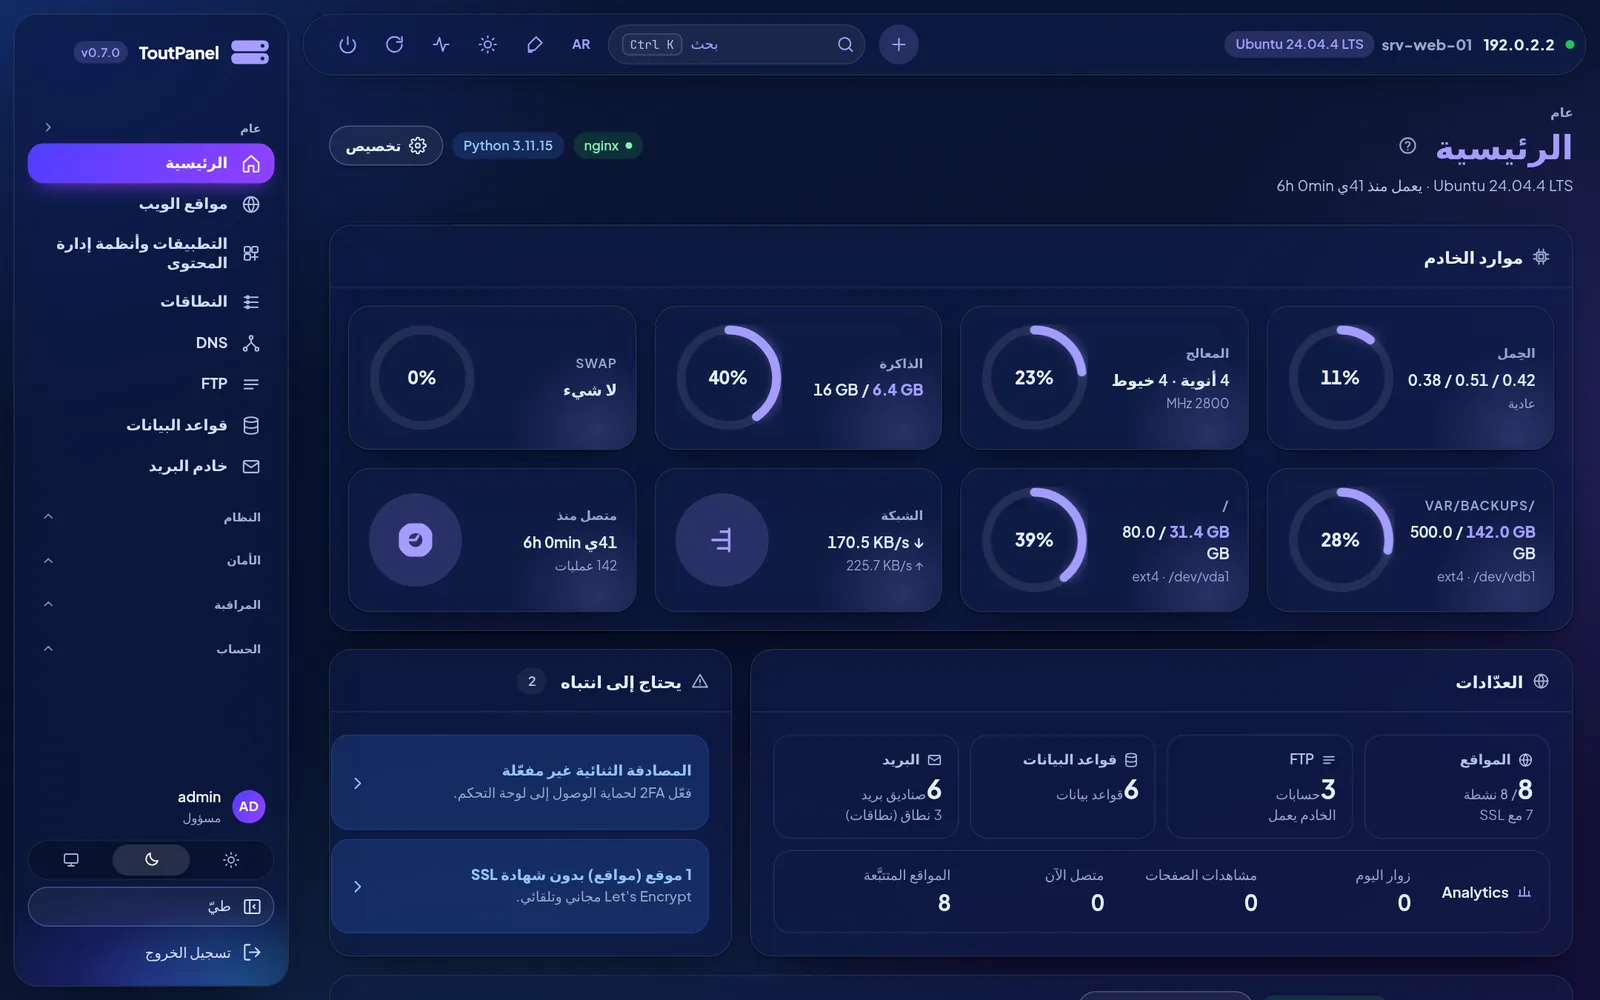 ToutPanel v0.7.0
عام
الرئيسية
مواقع الويب
التطبيقات وأنظمة إدارة
المحتوى
النطاقات
DNS
FTP
قواعد البيانات
خادم البريد
النظام
الأمان
المراقبة
الحساب
AD admin
مسؤول
طيّ
تسجيل الخروج
192.0.2.2 srv-web-01 Ubuntu 24.04.4 LTS
بحث Ctrl K
AR
عام
الرئيسية
Ubuntu 24.04.4 LTS · يعمل منذ 41ي 6h 0min
nginx
Python 3.11.15
تخصيص
موارد الخادم
الحمل
0.38 / 0.51 / 0.42
عادية
11%
المعالج
4 أنوية · 4 خيوط
MHz 2800
23%
الذاكرة
16 GB / 6.4 GB
40%
SWAP
لا شيء
0%
VAR/BACKUPS/
500.0 / 142.0 GB
GB
ext4 · /dev/vdb1
28%
/
80.0 / 31.4 GB
GB
ext4 · /dev/vda1
39%
الشبكة
170.5 KB/s ↓
225.7 KB/s ↑
متصل منذ
41ي 6h 0min
142 عمليات
العدّادات
المواقع
8/ 8 نشطة
7 مع SSL
FTP
3حسابات
الخادم يعمل
قواعد البيانات
6قواعد بيانات
البريد
6صناديق بريد
3 نطاق (نطاقات)
Analytics
زوار اليوم
0
مشاهدات الصفحات
0
متصل الآن
0
المواقع المتتبَّعة
8
يحتاج إلى انتباه 2
المصادقة الثنائية غير مفعّلة
فعّل 2FA لحماية الوصول إلى لوحة التحكم.
1 موقع (مواقع) بدون شهادة SSL
Let's Encrypt مجاني وتلقائي.